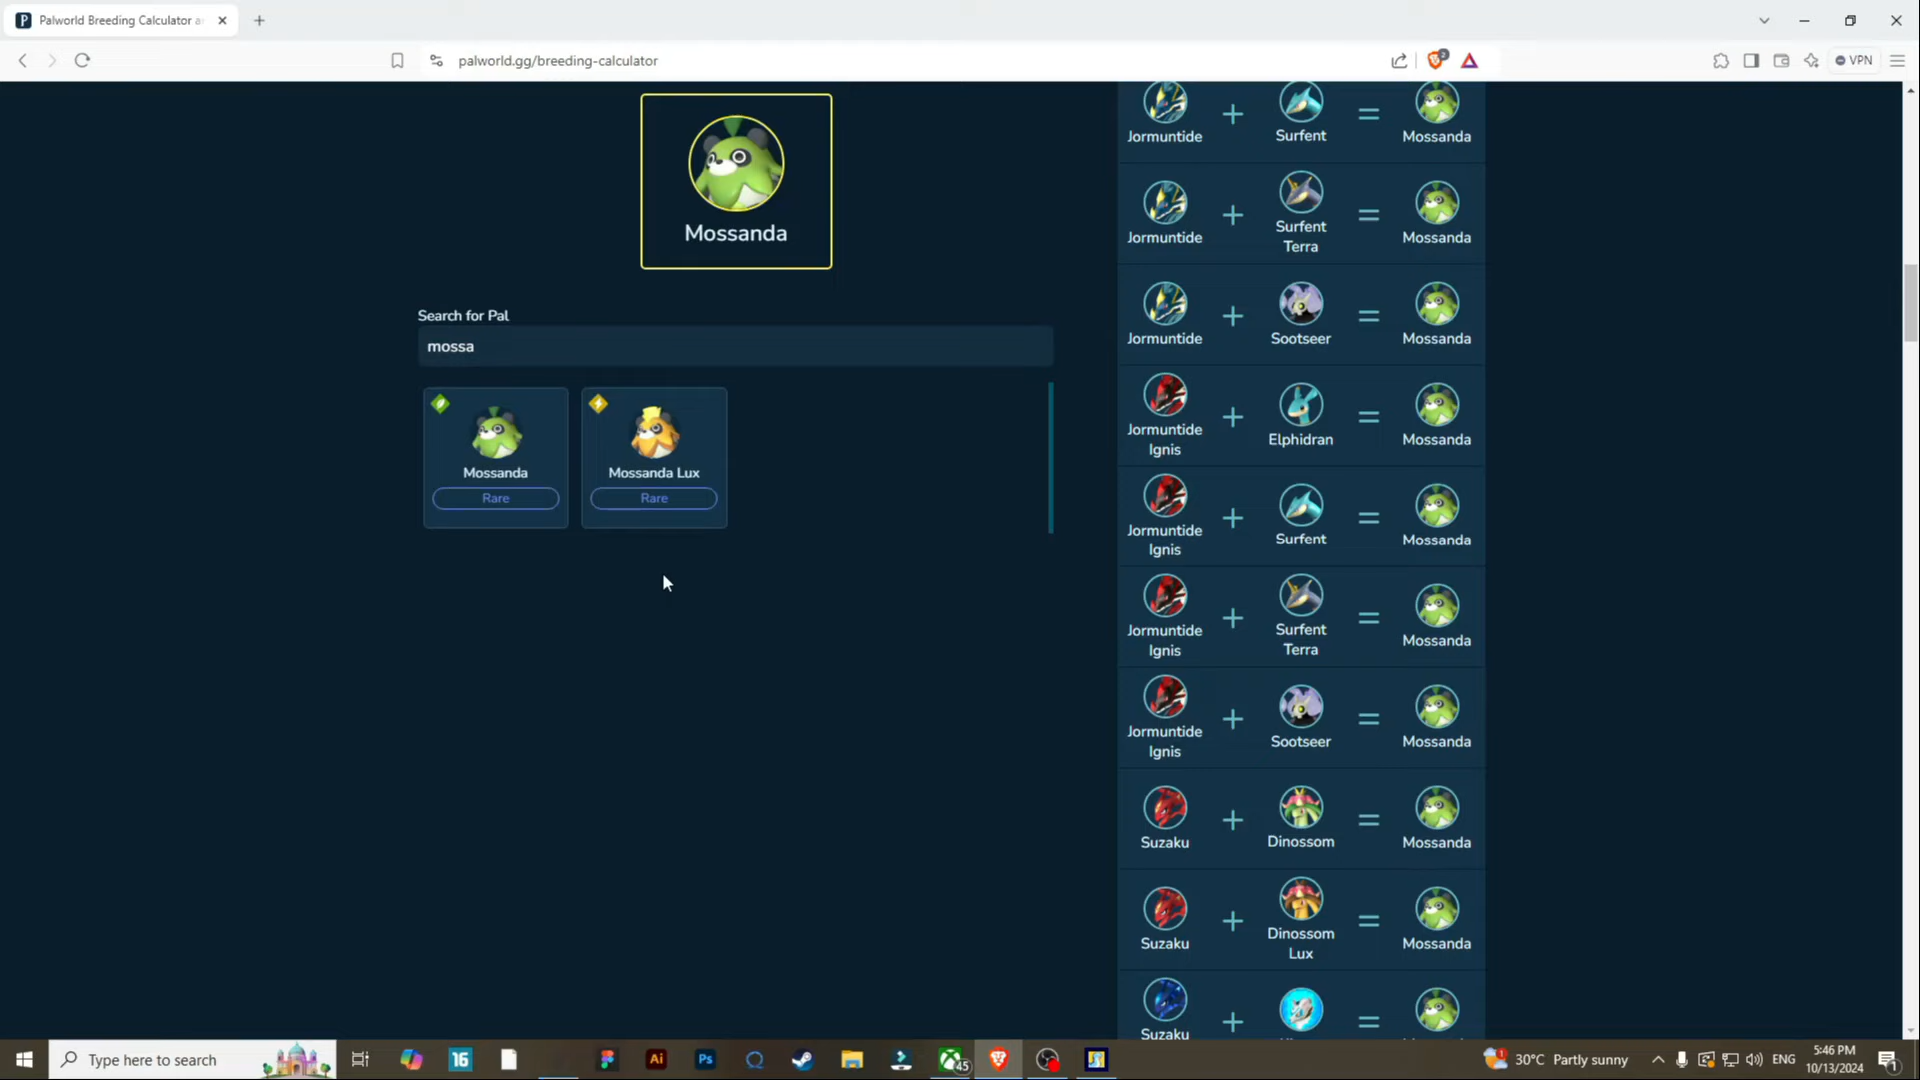 Palworld Breeding Calculator a
palworld.gg/breeding-calculator
2
VPN
Mossanda
Search for Pal
mossa
Mossanda
Rare
Mossanda Lux
Rare
Jormuntide + Surfent = Mossanda
Jormuntide + Surfent Terra = Mossanda
Jormuntide + Sootseer = Mossanda
Jormuntide Ignis + Elphidran = Mossanda
Jormuntide Ignis + Surfent = Mossanda
Jormuntide Ignis + Surfent Terra = Mossanda
Jormuntide Ignis + Sootseer = Mossanda
Suzaku + Dinossom = Mossanda
Suzaku + Dinossom Lux = Mossanda
Suzaku + =
Type here to search
16
Ai
Ps
45
1
30°C Partly sunny
ENG
5:46 PM
10/13/2024
1